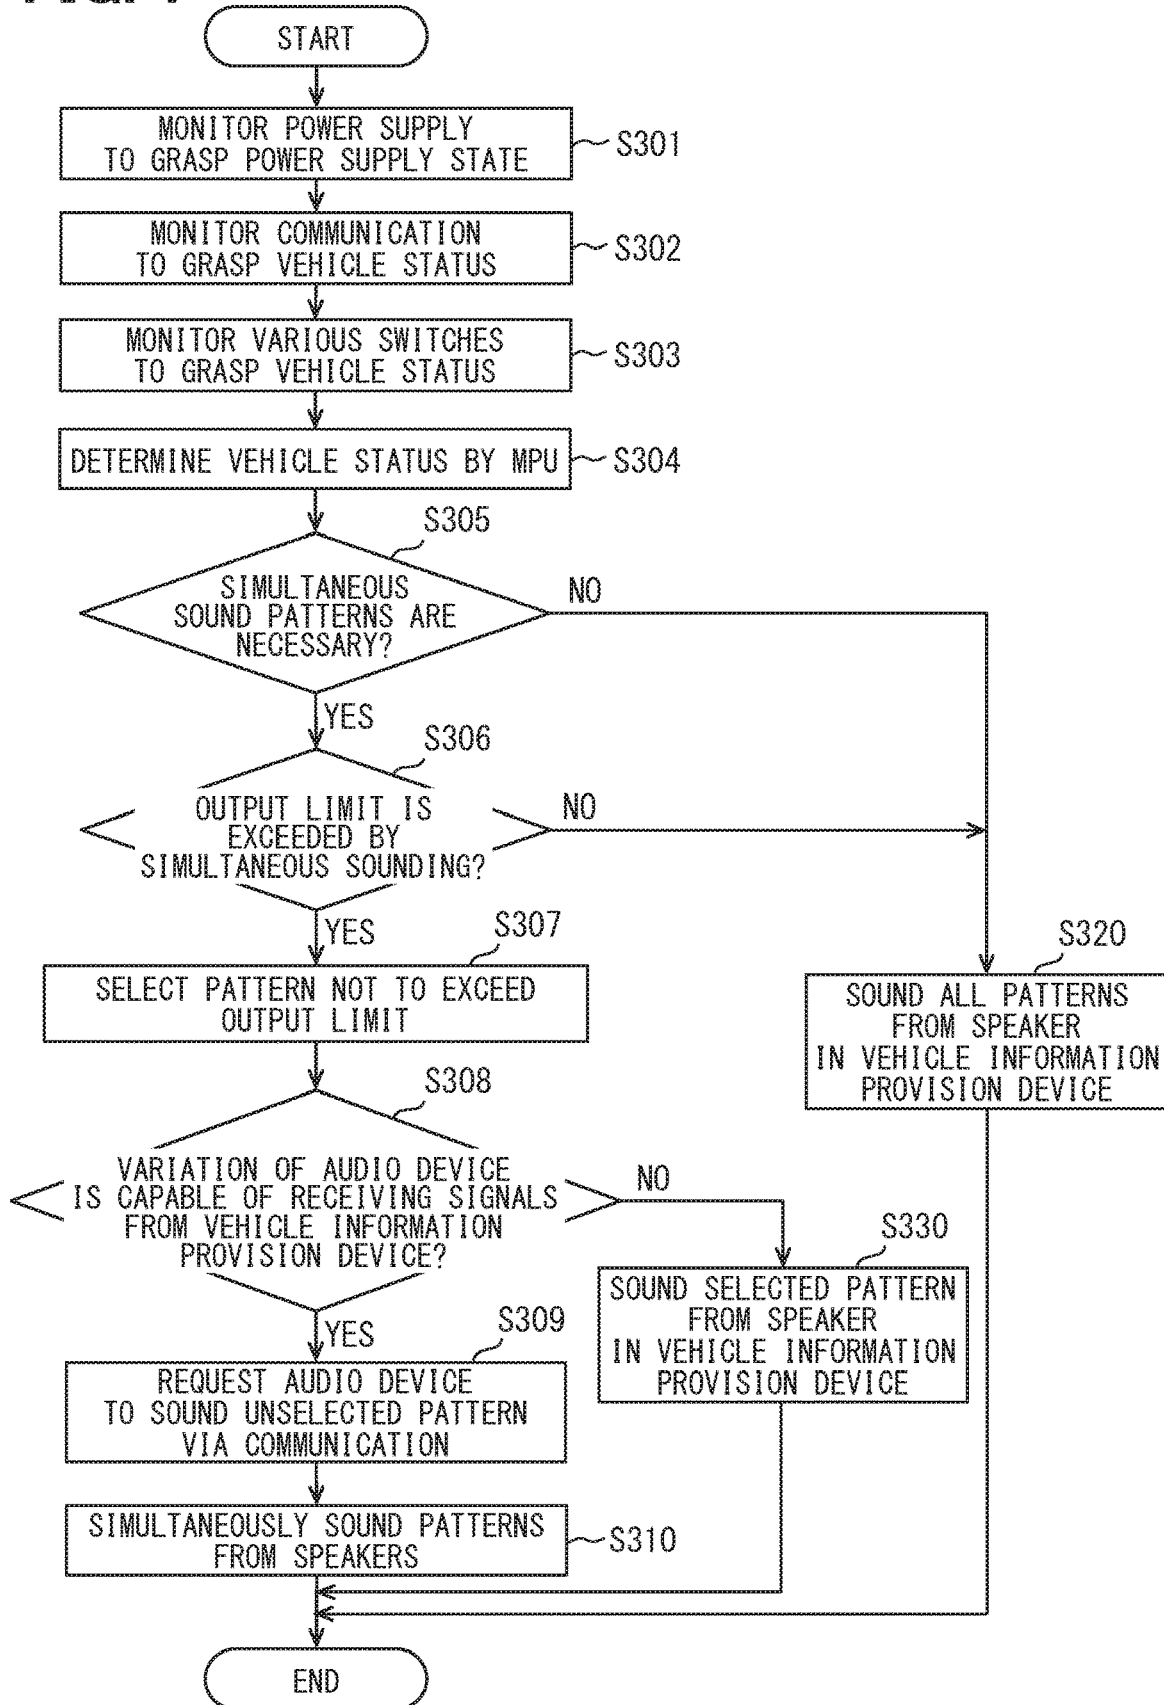 START
MONITOR POWER SUPPLY
TO GRASP POWER SUPPLY STATE
S301
MONITOR COMMUNICATION
TO GRASP VEHICLE STATUS
S302
MONITOR VARIOUS SWITCHES
TO GRASP VEHICLE STATUS
S303
DETERMINE VEHICLE STATUS BY MPU
S304
S305
SIMULTANEOUS
SOUND PATTERNS ARE
NECESSARY?
NO
YES
S306
OUTPUT LIMIT IS
EXCEEDED BY
SIMULTANEOUS SOUNDING?
NO
YES
S307
SELECT PATTERN NOT TO EXCEED
OUTPUT LIMIT
S320
SOUND ALL PATTERNS
FROM SPEAKER
IN VEHICLE INFORMATION
PROVISION DEVICE
S308
VARIATION OF AUDIO DEVICE
IS CAPABLE OF RECEIVING SIGNALS
FROM VEHICLE INFORMATION
PROVISION DEVICE?
NO
YES
S330
SOUND SELECTED PATTERN
FROM SPEAKER
IN VEHICLE INFORMATION
PROVISION DEVICE
S309
REQUEST AUDIO DEVICE
TO SOUND UNSELECTED PATTERN
VIA COMMUNICATION
SIMULTANEOUSLY SOUND PATTERNS
FROM SPEAKERS
S310
END